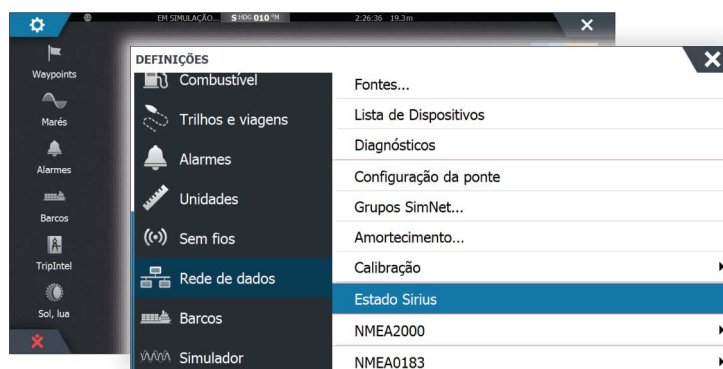 EM SIMULAÇÃO... S HDG 010 °M 2:26:36 19.3m
Waypoints
Marés
Alarmes
Barcos
TripIntel
Sol, lua
DEFINIÇÕES
Combustível
Trilhos e viagens
Alarmes
Unidades
Sem fios
Rede de dados
Barcos
Simulador
Fontes...
Lista de Dispositivos
Diagnósticos
Configuração da ponte
Grupos SimNet...
Amortecimento...
Calibração
Estado Sirius
NMEA2000
NMEA0183